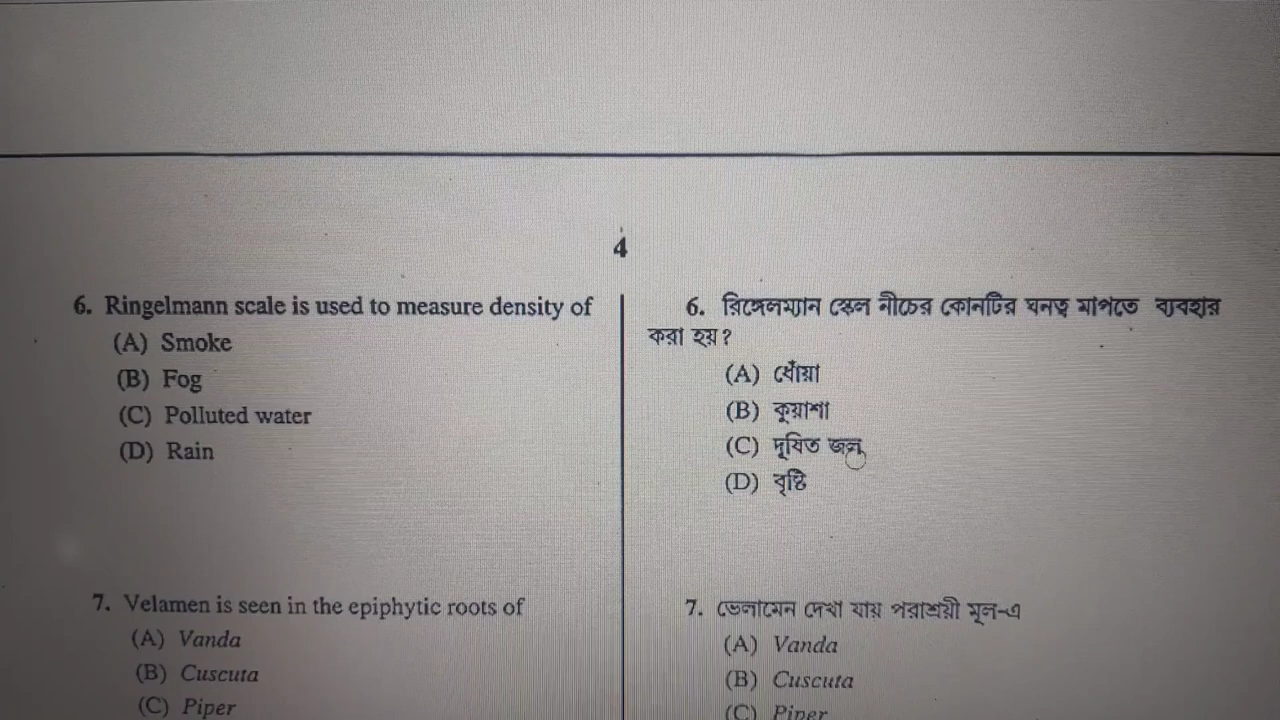 4
6. Ringelmann scale is used to measure density of
(A) Smoke
(B) Fog
(C) Polluted water
(D) Rain
7. Velamen is seen in the epiphytic roots of
(A) Vanda
(B) Cuscuta
(C) Piper
6. রিঙ্গেলম্যান স্কেল নীচের কোনটির ঘনত্ব মাপতে ব্যবহার
করা হয়?
(A) ধোঁয়া
(B) কুয়াশা
(C) দূষিত জল
(D) বৃষ্টি
7. ভেলামেন দেখা যায় পরাশ্রয়ী মূল-এ
(A) Vanda
(B) Cuscuta
(C) Piper